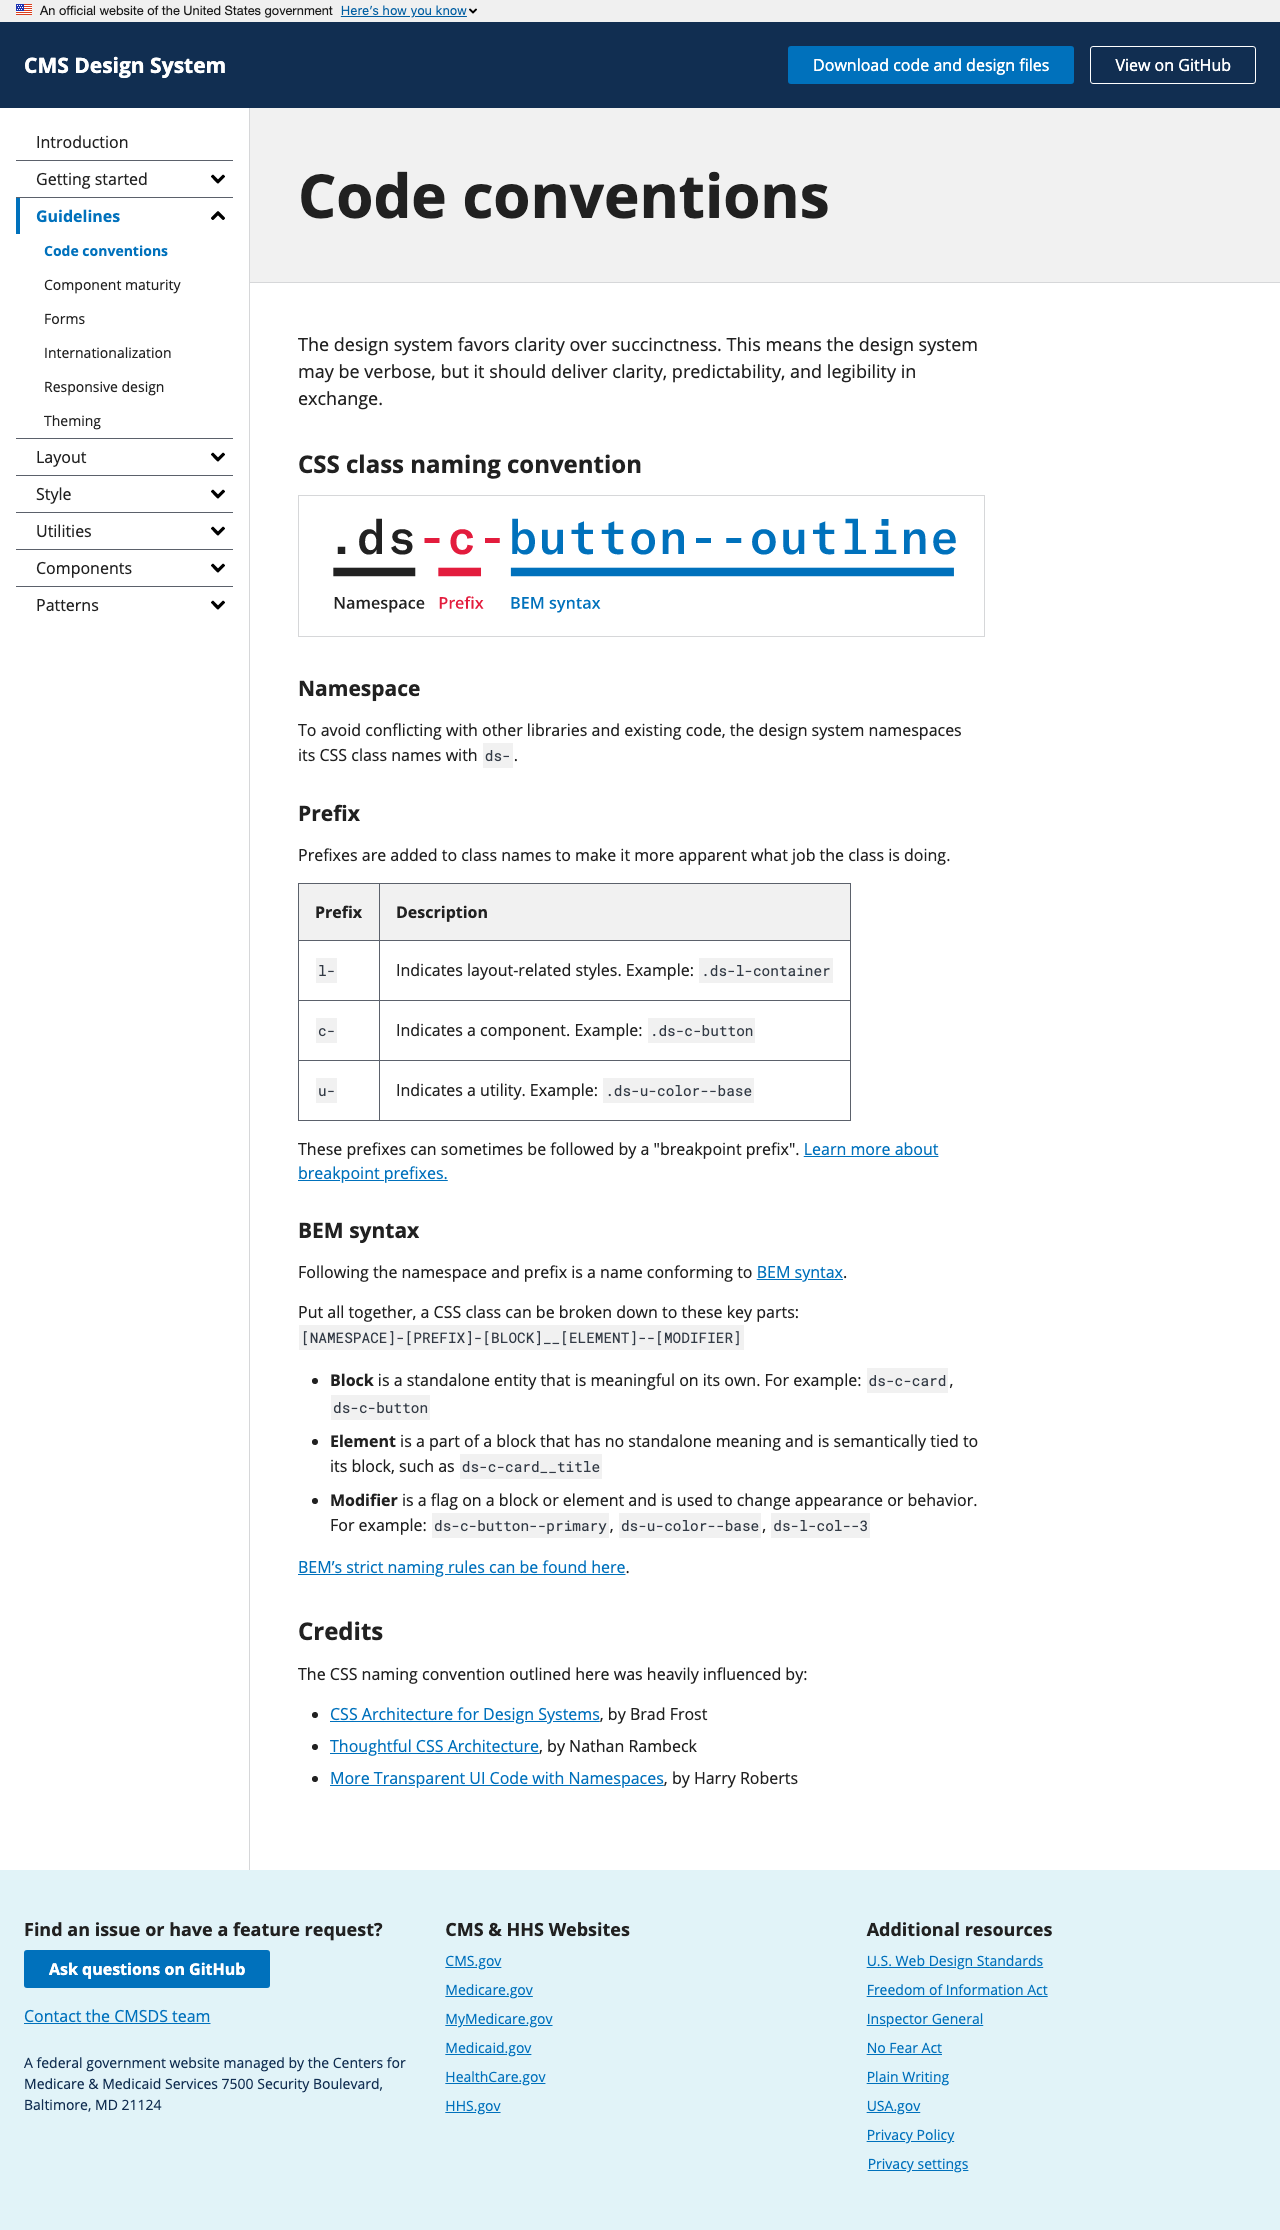 An official website of the United States government Here's how you know
CMS Design System
Download code and design files
View on GitHub
Introduction
Getting started
Guidelines
Code conventions
Component maturity
Forms
Internationalization
Responsive design
Theming
Layout
Style
Utilities
Components
Patterns
Code conventions
The design system favors clarity over succinctness. This means the design system
may be verbose, but it should deliver clarity, predictability, and legibility in
exchange.
CSS class naming convention
.ds-c-button--outline
Namespace Prefix BEM syntax
Namespace
To avoid conflicting with other libraries and existing code, the design system namespaces
its CSS class names with ds-.
Prefix
Prefixes are added to class names to make it more apparent what job the class is doing.
Prefix Description
l- Indicates layout-related styles. Example: .ds-l-container
c- Indicates a component. Example: .ds-c-button
u- Indicates a utility. Example: .ds-u-color--base
These prefixes can sometimes be followed by a "breakpoint prefix". Learn more about
breakpoint prefixes.
BEM syntax
Following the namespace and prefix is a name conforming to BEM syntax.
Put all together, a CSS class can be broken down to these key parts:
[NAMESPACE]-[PREFIX]-[BLOCK]__[ELEMENT]--[MODIFIER]
• Block is a standalone entity that is meaningful on its own. For example: ds-c-card,
ds-c-button
• Element is a part of a block that has no standalone meaning and is semantically tied to
its block, such as ds-c-card__title
• Modifier is a flag on a block or element and is used to change appearance or behavior.
For example: ds-c-button--primary, ds-u-color--base, ds-l-col--3
BEM’s strict naming rules can be found here.
Credits
The CSS naming convention outlined here was heavily influenced by:
• CSS Architecture for Design Systems, by Brad Frost
• Thoughtful CSS Architecture, by Nathan Rambeck
• More Transparent UI Code with Namespaces, by Harry Roberts
Find an issue or have a feature request?
Ask questions on GitHub
Contact the CMSDS team
A federal government website managed by the Centers for
Medicare & Medicaid Services 7500 Security Boulevard,
Baltimore, MD 21124
CMS & HHS Websites
CMS.gov
Medicare.gov
MyMedicare.gov
Medicaid.gov
HealthCare.gov
HHS.gov
Additional resources
U.S. Web Design Standards
Freedom of Information Act
Inspector General
No Fear Act
Plain Writing
USA.gov
Privacy Policy
Privacy settings